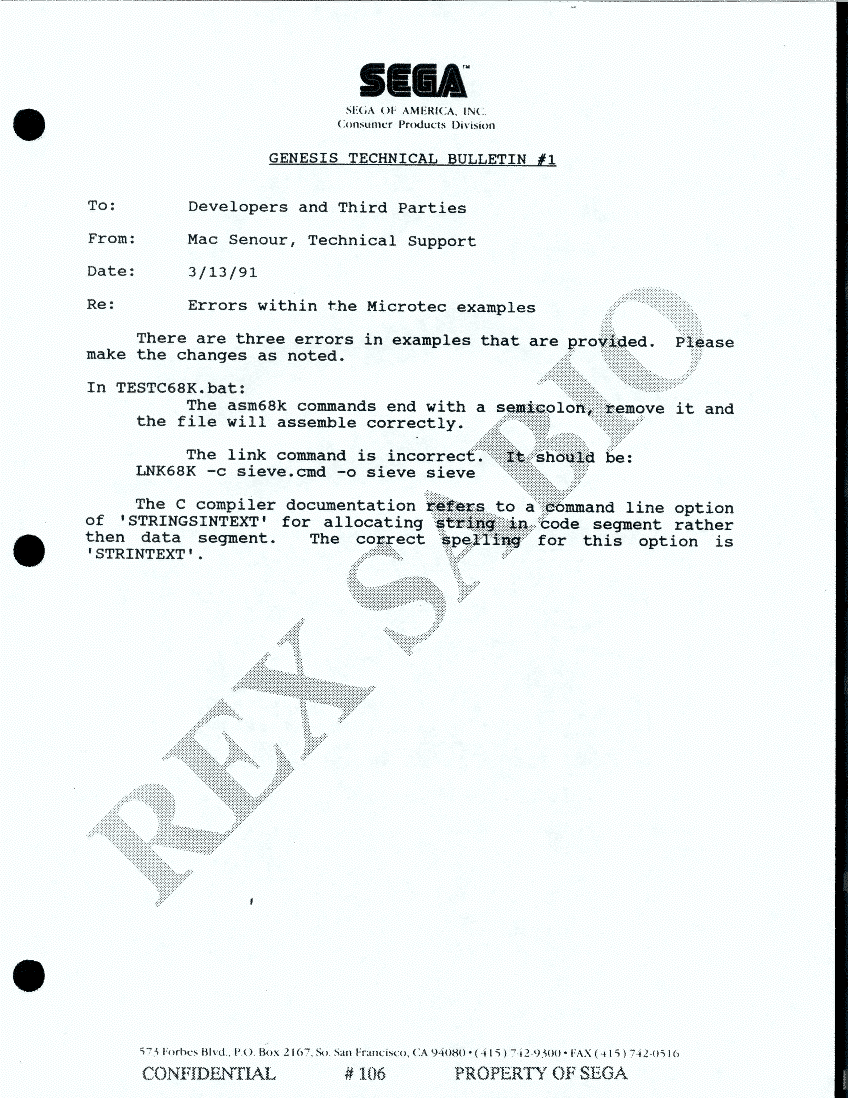 SEGA™
SEGA OF AMERICA, INC.
Consumer Products Division
GENESIS TECHNICAL BULLETIN #1
To: Developers and Third Parties
From: Mac Senour, Technical Support
Date: 3/13/91
Re: Errors within the Microtec examples
There are three errors in examples that are provided. Please
make the changes as noted.
In TESTC68K.bat:
The asm68k commands end with a semicolon, remove it and
the file will assemble correctly.
The link command is incorrect. It should be:
LNK68K -c sieve.cmd -o sieve sieve
The C compiler documentation refers to a command line option
of 'STRINGSINTEXT' for allocating string in code segment rather
then data segment. The correct spelling for this option is
'STRINTEXT'.
REX SABIO
573 Forbes Blvd., P.O. Box 2167, So. San Francisco, CA 94080 • (415) 742-9300 • FAX (415) 742-0516
CONFIDENTIAL # 106 PROPERTY OF SEGA